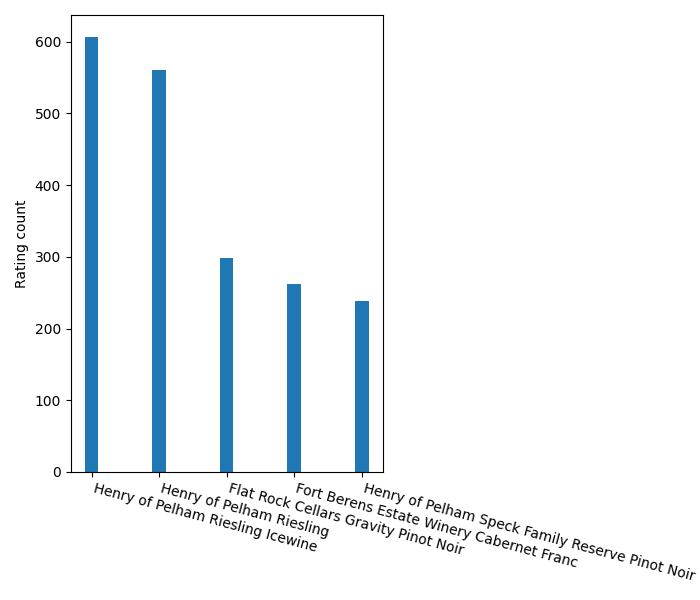 600
500
400
300
200
100
0
Rating count
Henry of Pelham Riesling Icewine
Henry of Pelham Riesling
Flat Rock Cellars Gravity Pinot Noir
Fort Berens Estate Winery Cabernet Franc
Henry of Pelham Speck Family Reserve Pinot Noir